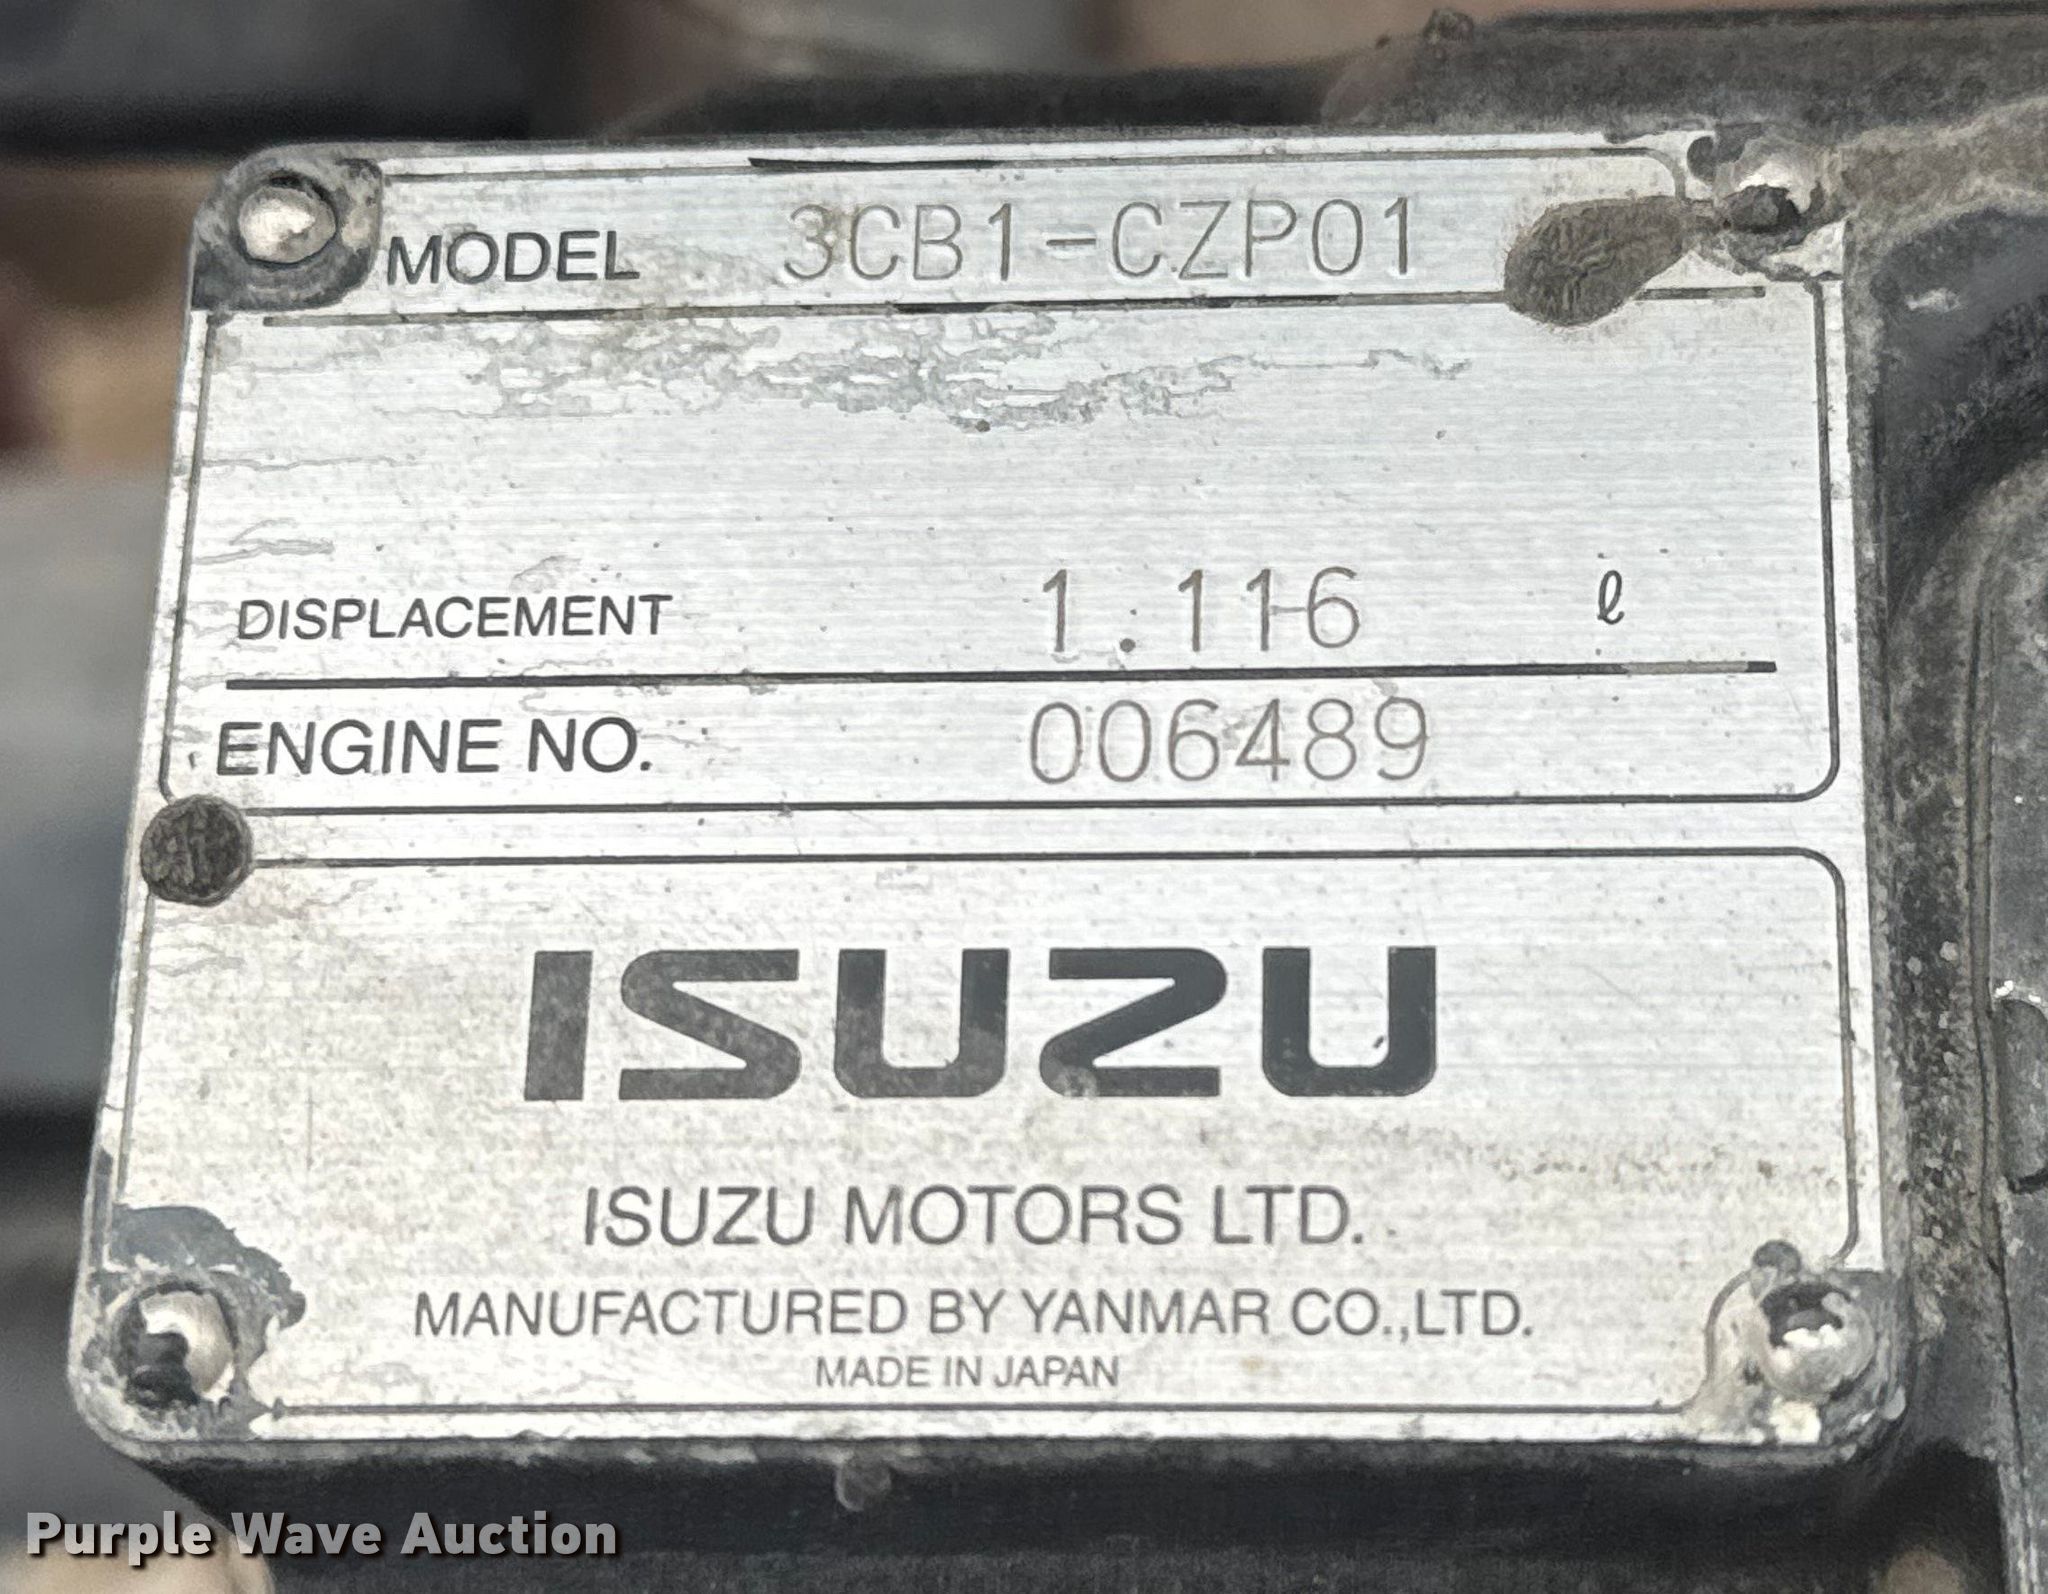 MODEL 3CB1-CZP01
DISPLACEMENT 1.116 ℓ
ENGINE NO. 006489
ISUZU
ISUZU MOTORS LTD.
MANUFACTURED BY YANMAR CO.,LTD.
MADE IN JAPAN
Purple Wave Auction